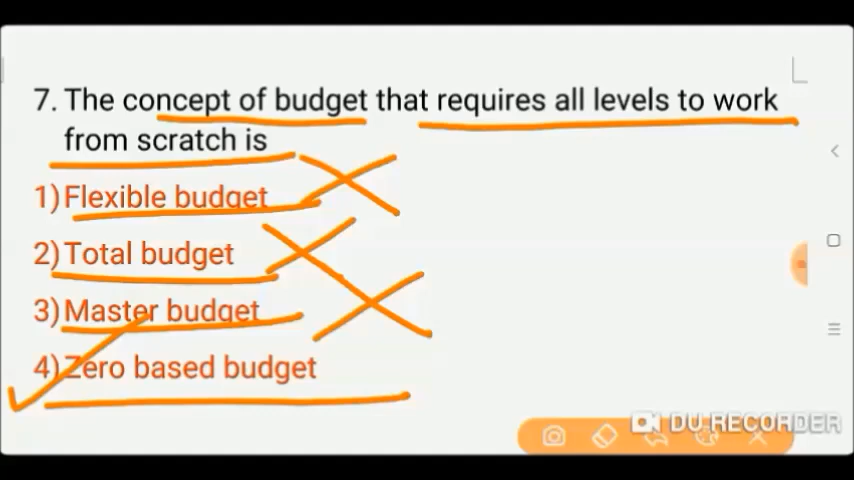 7. The concept of budget that requires all levels to work
from scratch is
1) Flexible budget
2) Total budget
3) Master budget
4) Zero based budget
DU RECORDER